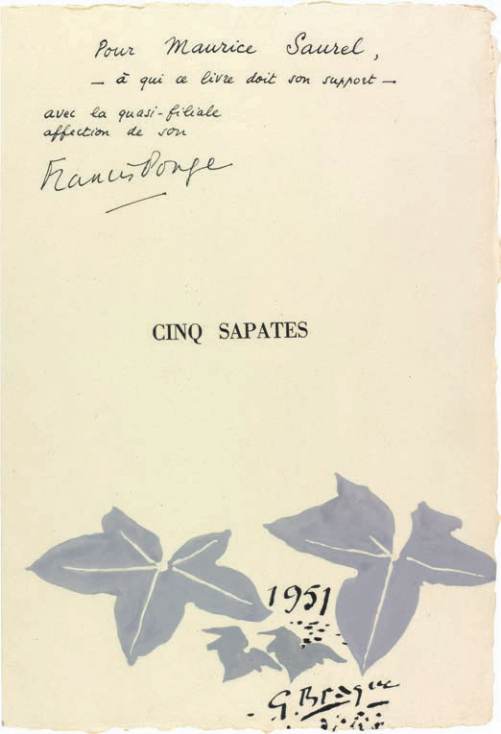 Pour Maurice Saurel,
— à qui ce livre doit son support —
avec la quasi-filiale
affection de son
Francis Ponge
CINQ SAPATES
1951
G Braque